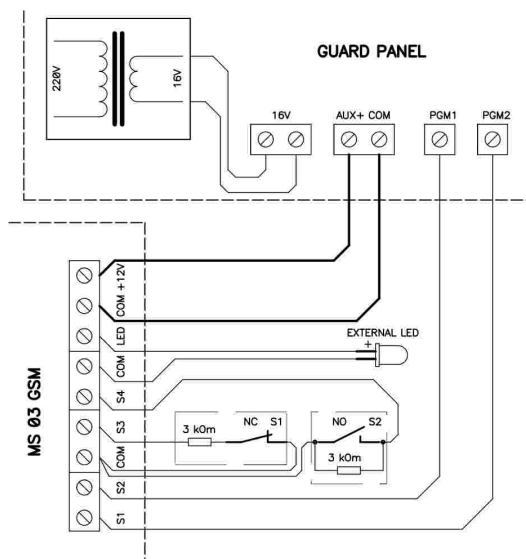 GUARD PANEL
220V
16V
16V
AUX+ COM
PGM1
PGM2
MS 03 GSM
COM +12V
LED
COM
S4
S3
COM
S2
S1
EXTERNAL LED
+
3 kOm
NC S1
NO S2
3 kOm